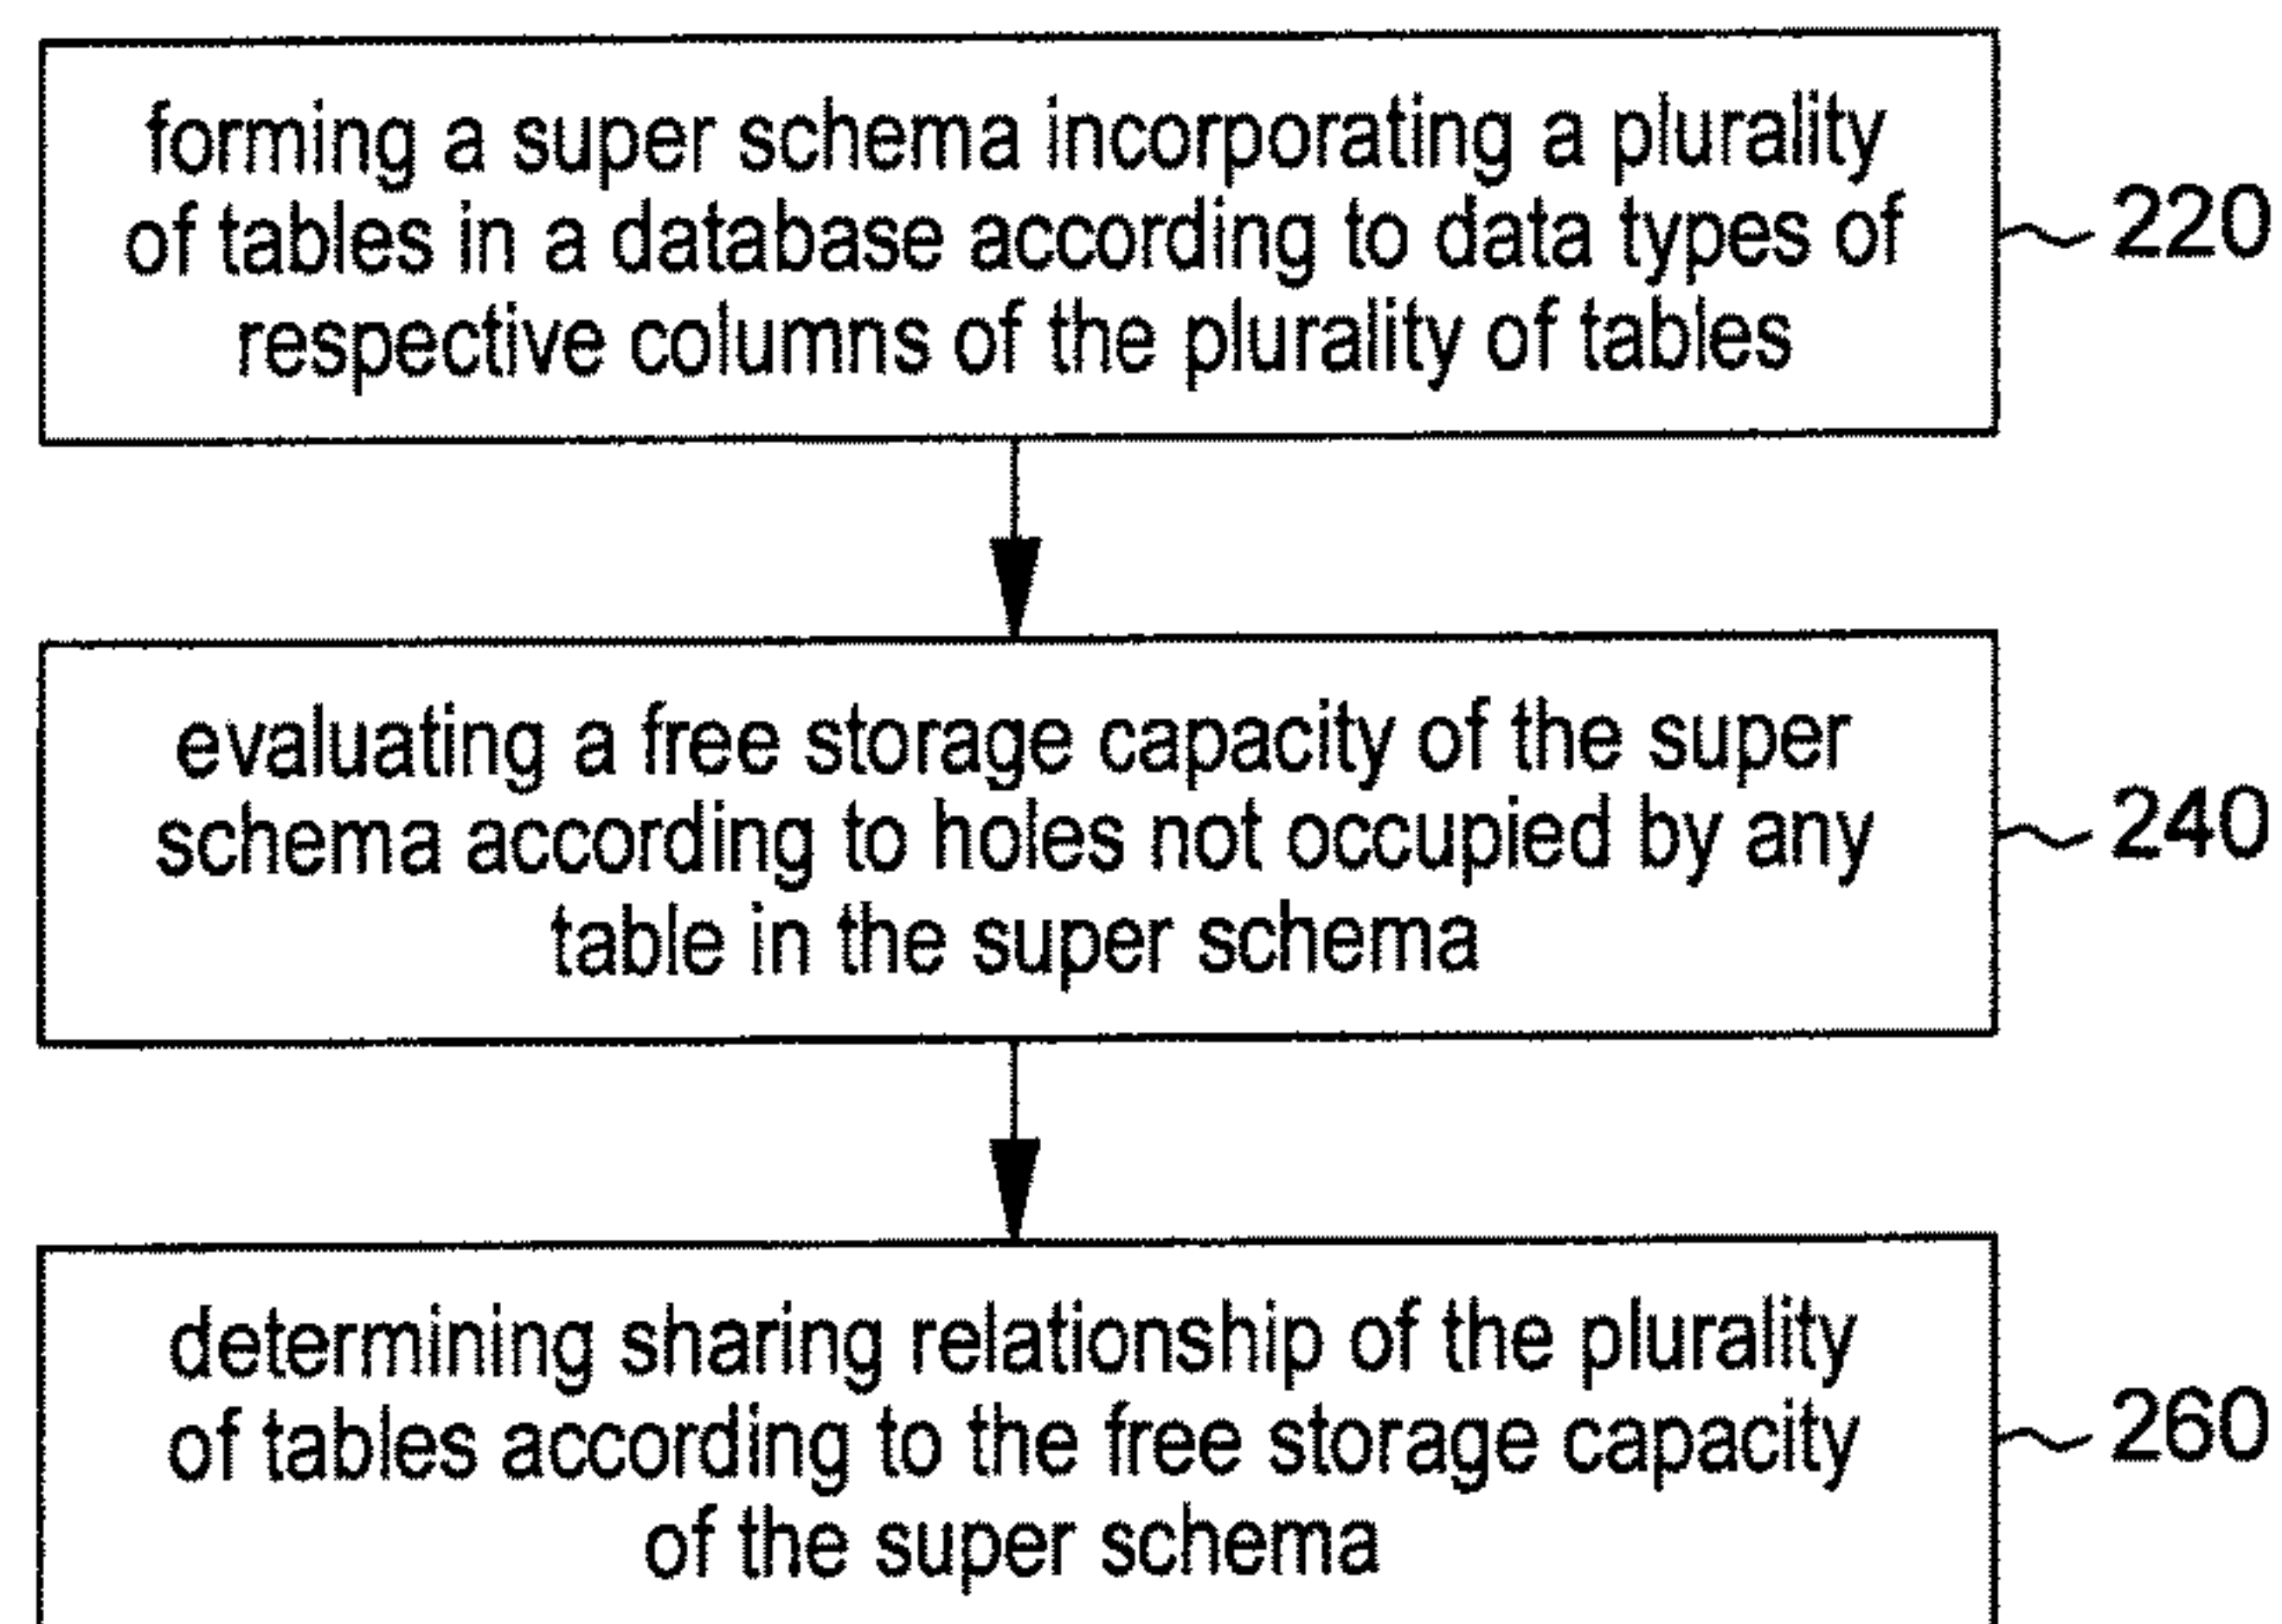 forming a super schema incorporating a plurality
of tables in a database according to data types of
respective columns of the plurality of tables
220
evaluating a free storage capacity of the super
schema according to holes not occupied by any
table in the super schema
240
determining sharing relationship of the plurality
of tables according to the free storage capacity
of the super schema
260